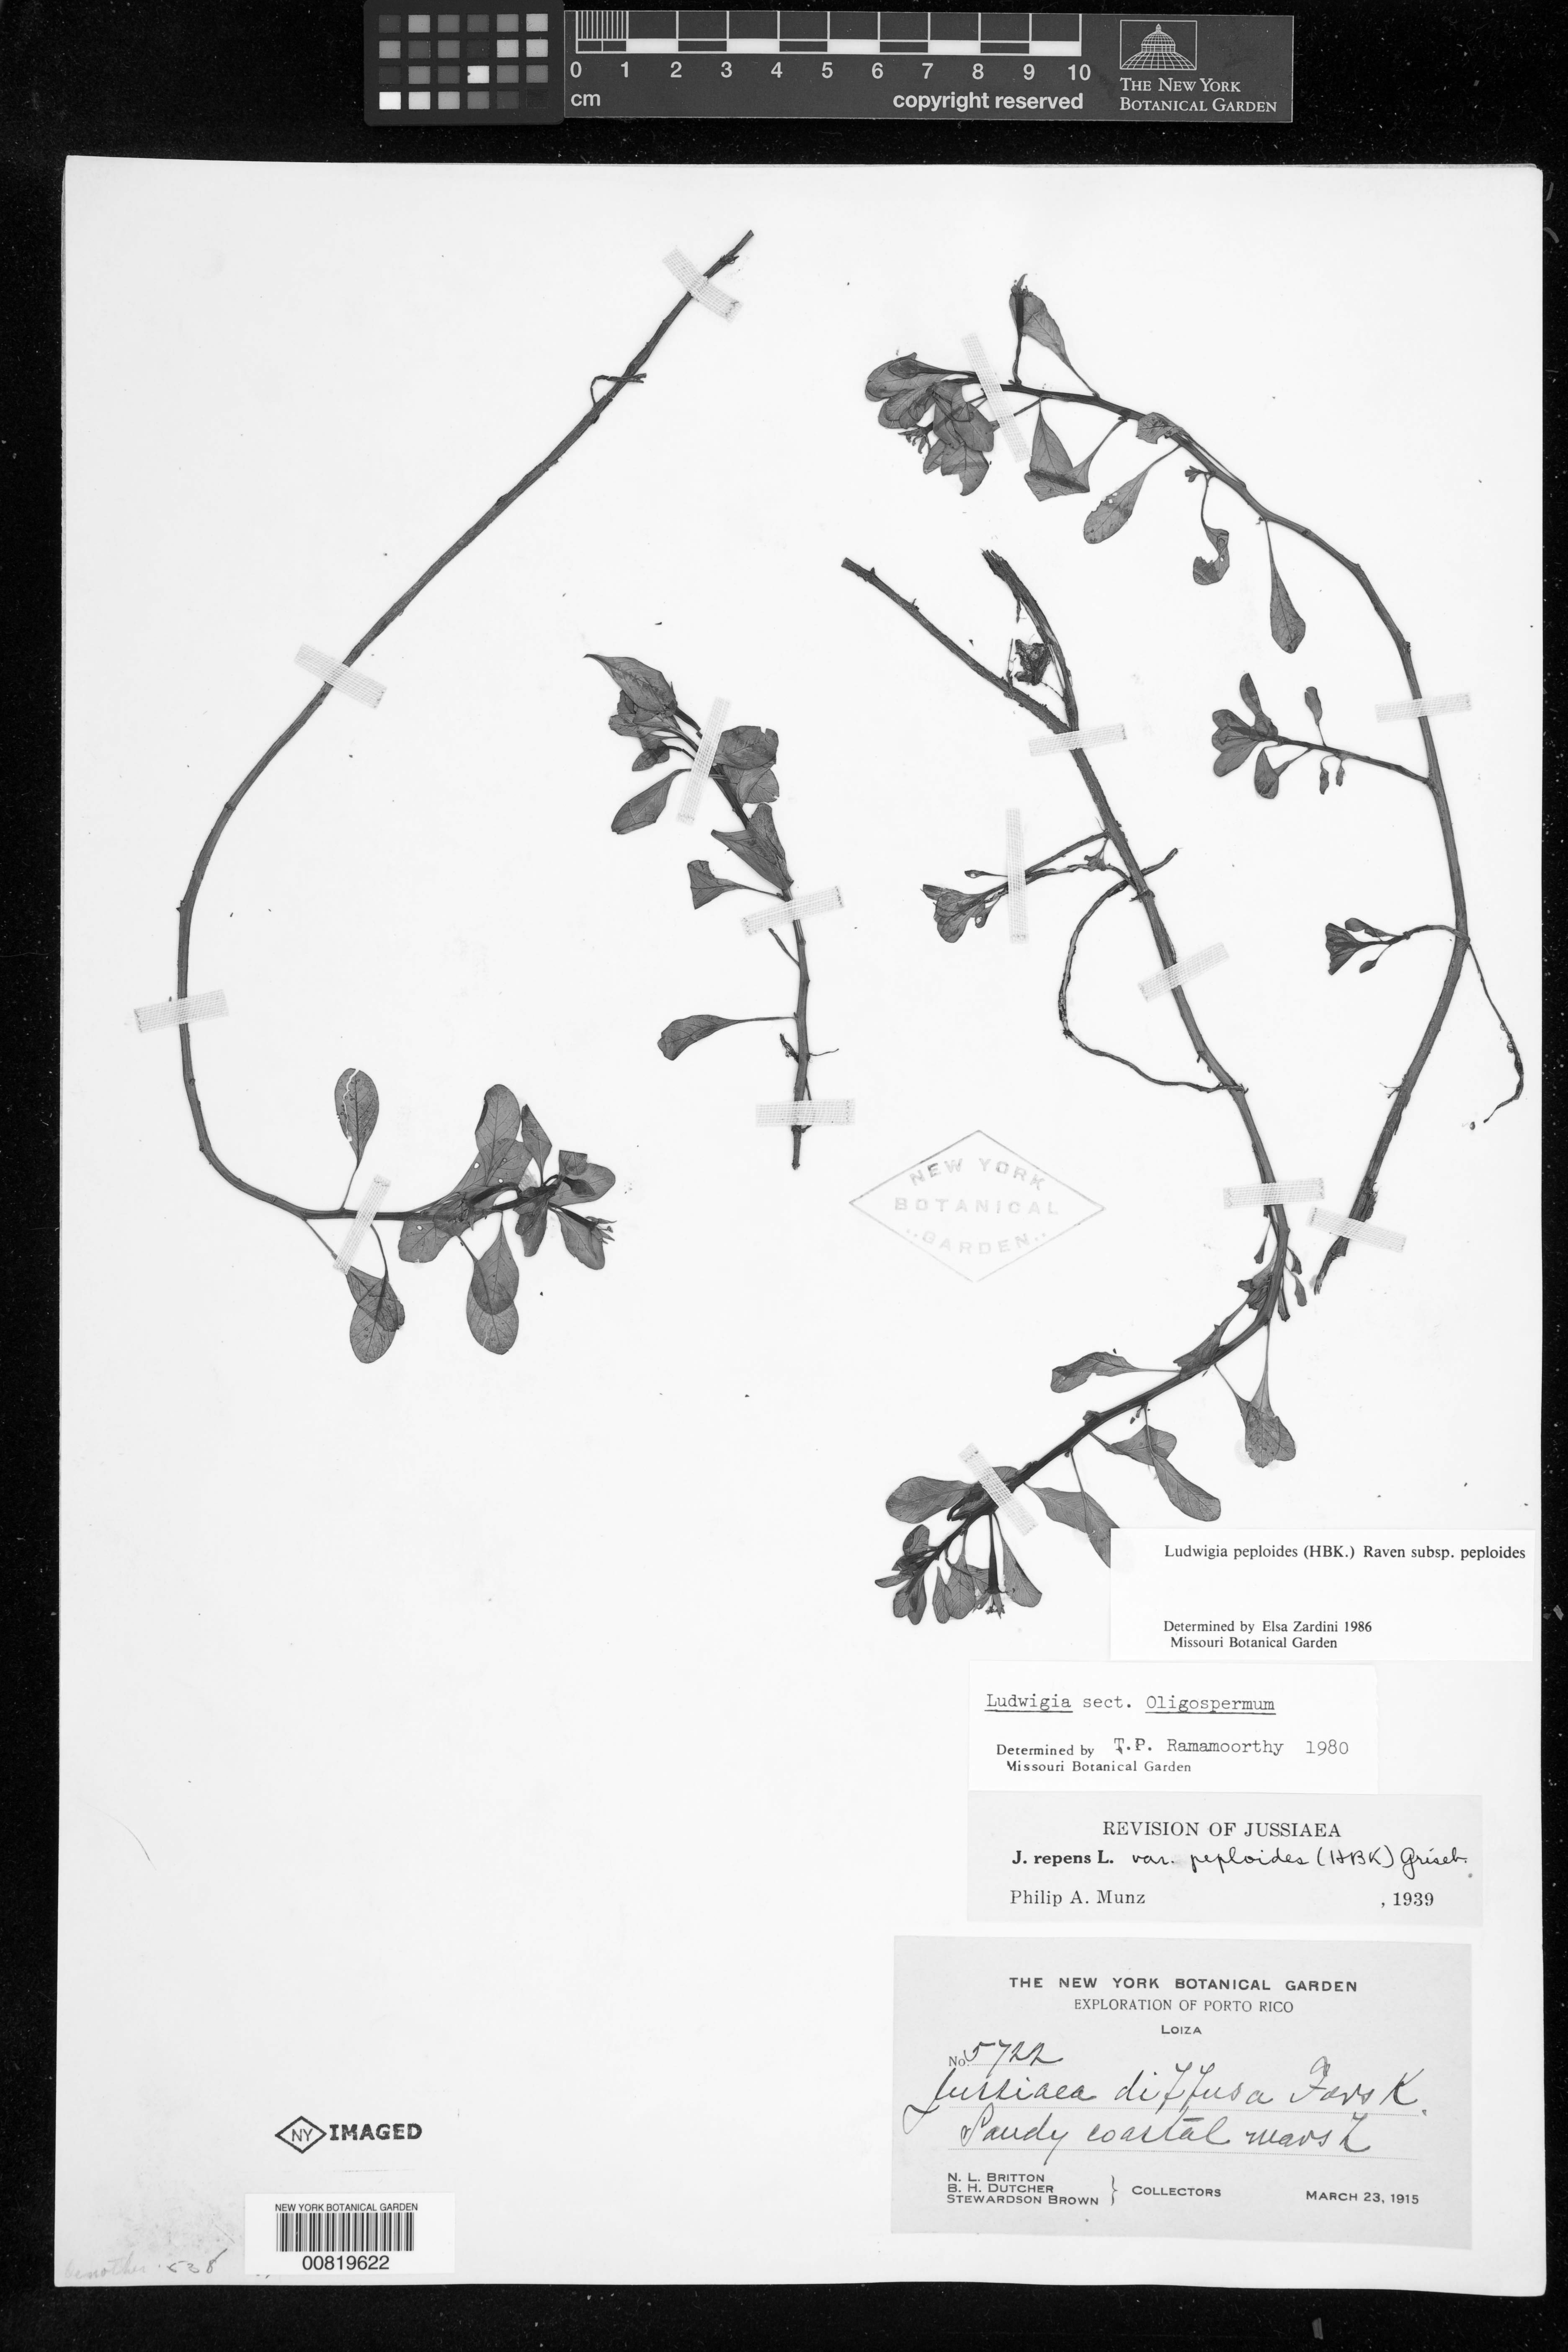 0 1 2 3 4 5 6 7 8 9 10
cm
copyright reserved
THE NEW YORK
BOTANICAL GARDEN
NEW YORK
BOTANICAL
..GARDEN..
Ludwigia peploides (HBK.) Raven subsp. peploides
Determined by Elsa Zardini 1986
Missouri Botanical Garden
Ludwigia sect. Oligospermum
Determined by T.P. Ramamoorthy 1980
Missouri Botanical Garden
REVISION OF JUSSIAEA
J. repens L. var. peploides (HBK) Griseb.
Philip A. Munz , 1939
THE NEW YORK BOTANICAL GARDEN
EXPLORATION OF PORTO RICO
LOIZA
No. 5722
Jussiaea diffusa Forsk.
Sandy coastal marsh
N. L. BRITTON
B. H. DUTCHER
STEWARDSON BROWN } COLLECTORS MARCH 23, 1915
NY IMAGED
NEW YORK BOTANICAL GARDEN
00819622
538